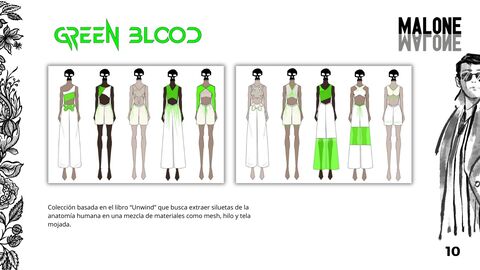 GREEN BLOOD
MALONE
MALONE
Colección basada en el libro "Unwind" que busca extraer siluetas de la
anatomía humana en una mezcla de materiales como mesh, hilo y tela
mojada.
10